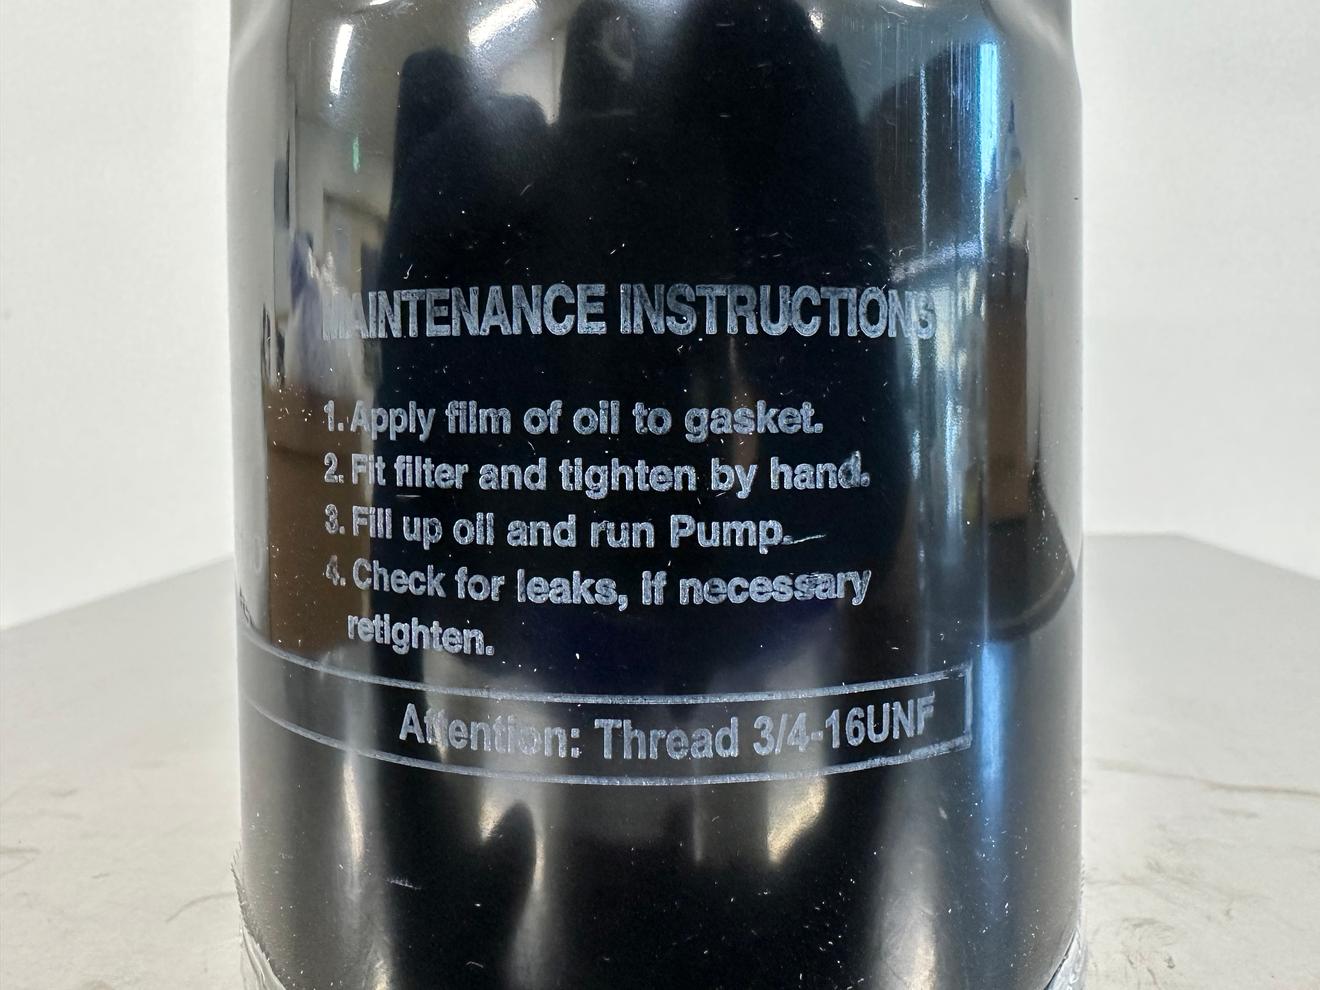 MAINTENANCE INSTRUCTIONS
1. Apply film of oil to gasket.
2. Fit filter and tighten by hand.
3. Fill up oil and run Pump.
4. Check for leaks, if necessary
retighten.
Attention: Thread 3/4-16UNF